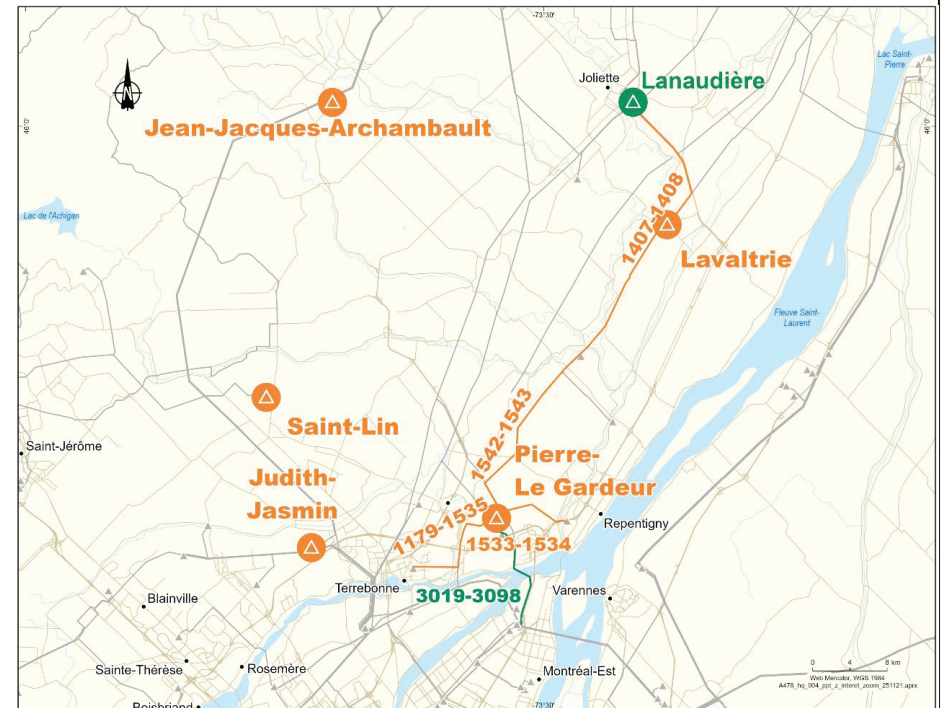 -73°30'
Lac Saint-
Pierre
Joliette
Lanaudière
Jean-Jacques-Archambault
46°0'
46°0'
1407-1408
Lac de l'Achigan
Lavaltrie
Fleuve Saint-
Laurent
Saint-Lin
1542-1543
Saint-Jérôme
Pierre-
Le Gardeur
Judith-
Jasmin
1179-1535
Repentigny
1533-1534
Terrebonne
3019-3098
Varennes
Blainville
Sainte-Thérèse
Rosemère
Montréal-Est
0 4 8 km
Web Mercator, WGS 1984
A478_hq_004_ppt_z_interet_zoom_251121.aprx
Boisbriand
-73°30'